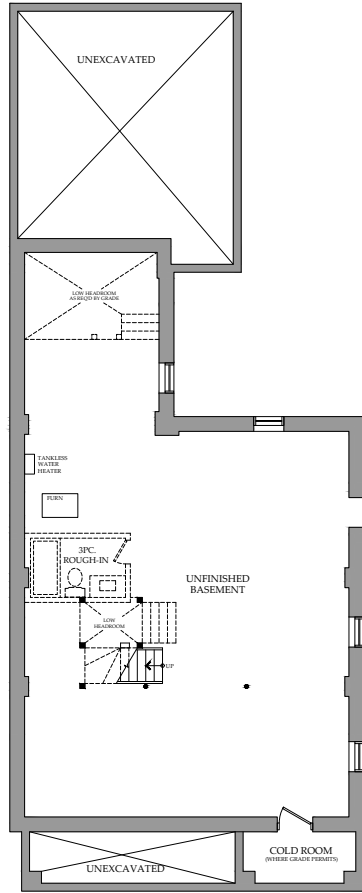 UNEXCAVATED
LOW HEADROOM
AS REQ'D BY GRADE
TANKLESS
WATER
HEATER
FURN
3PC.
ROUGH-IN
UNFINISHED
BASEMENT
LOW
HEADROOM
UP
COLD ROOM
(WHERE GRADE PERMITS)
UNEXCAVATED